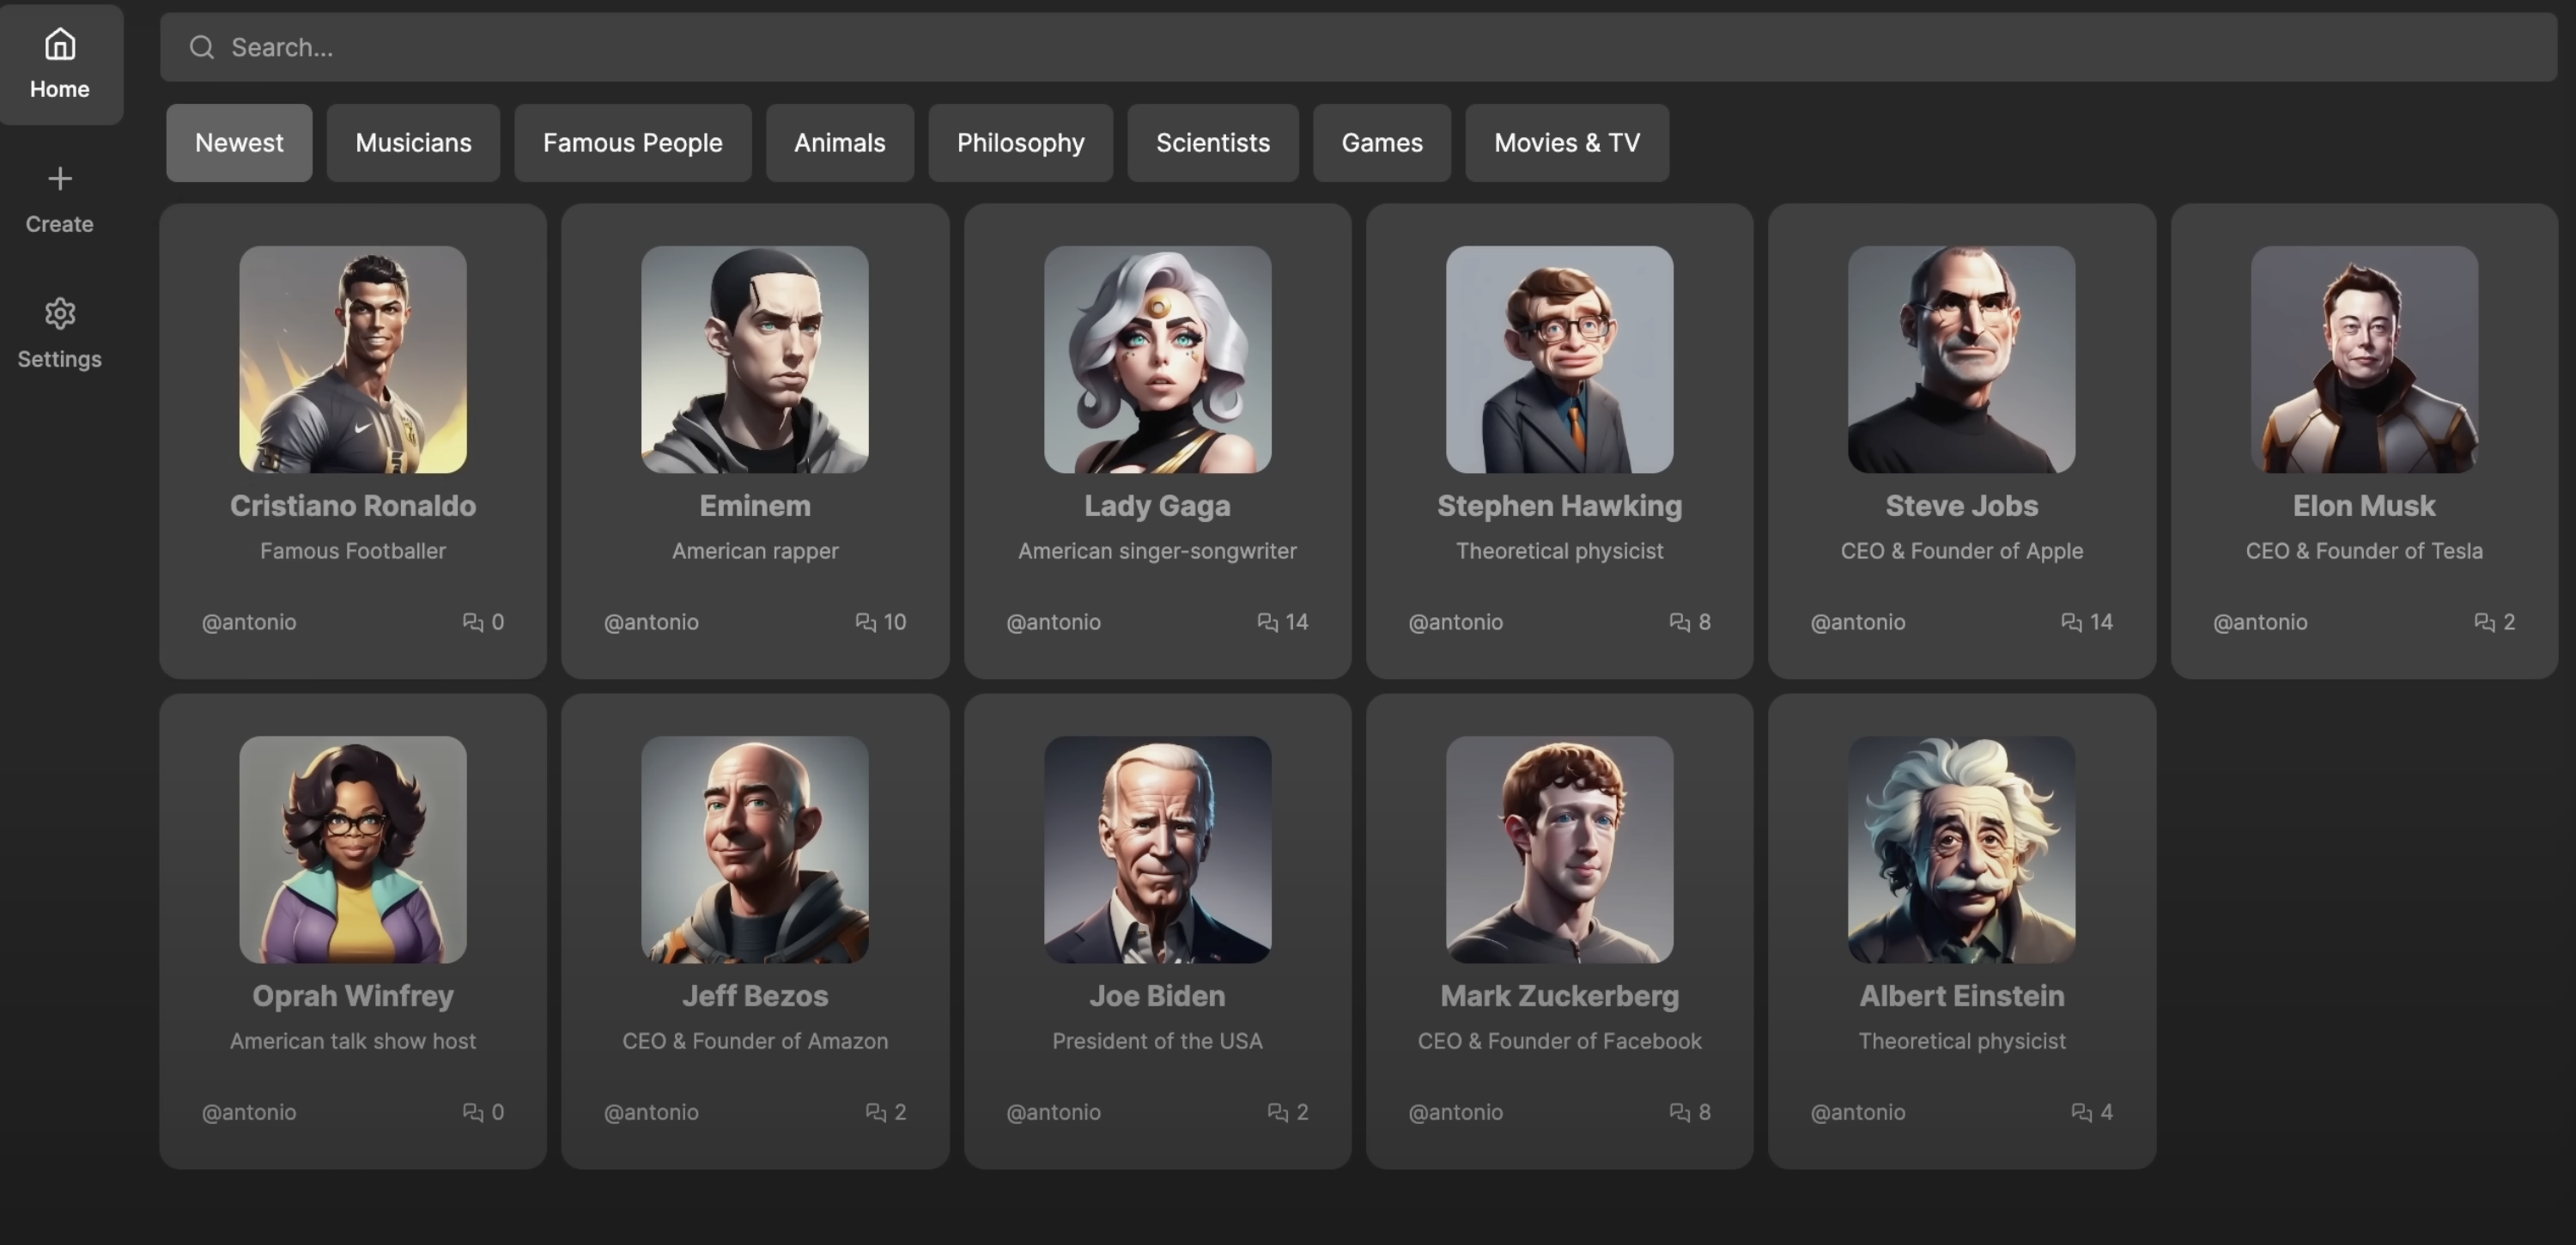 Home
Search...
Newest
Musicians
Famous People
Animals
Philosophy
Scientists
Games
Movies & TV
Create
Settings
Cristiano Ronaldo
Famous Footballer
@antonio
0
Eminem
American rapper
@antonio
10
Lady Gaga
American singer-songwriter
@antonio
14
Stephen Hawking
Theoretical physicist
@antonio
8
Steve Jobs
CEO & Founder of Apple
@antonio
14
Elon Musk
CEO & Founder of Tesla
@antonio
2
Oprah Winfrey
American talk show host
@antonio
0
Jeff Bezos
CEO & Founder of Amazon
@antonio
2
Joe Biden
President of the USA
@antonio
2
Mark Zuckerberg
CEO & Founder of Facebook
@antonio
8
Albert Einstein
Theoretical physicist
@antonio
4